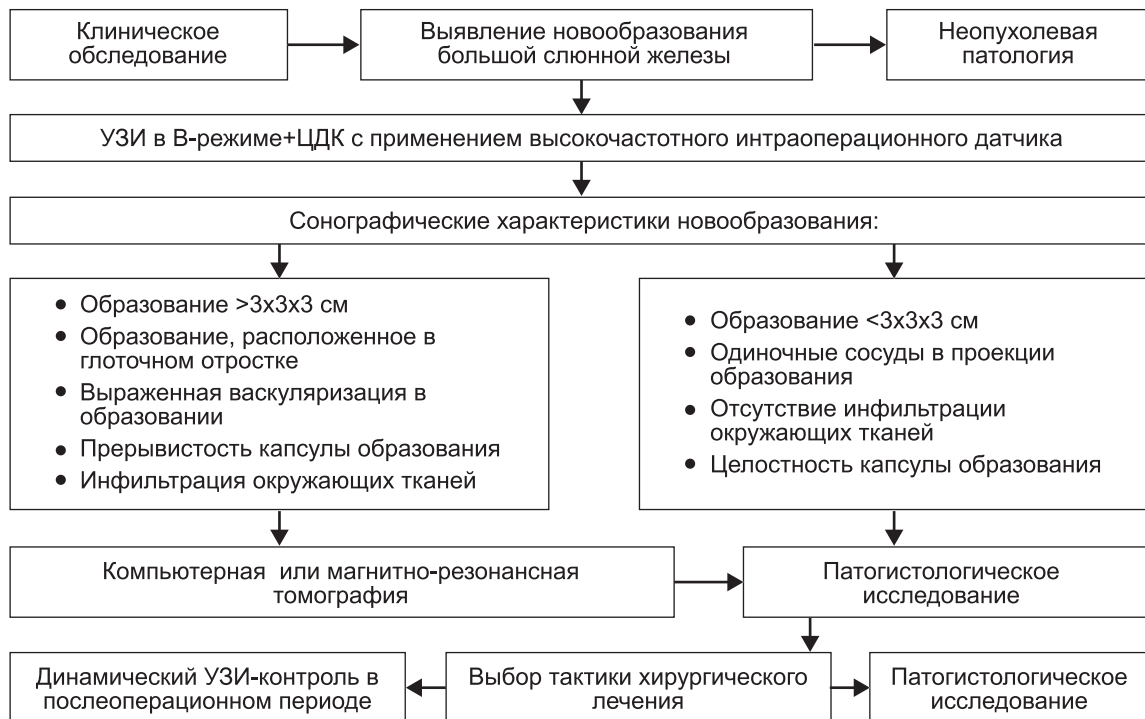 Клиническое
обследование
Выявление новообразования
большой слюнной железы
Неопухолевая
патология
УЗИ в В-режиме+ЦДК с применением высокочастотного интраоперационного датчика
Сонографические характеристики новообразования:
• Образование >3х3х3 см
• Образование, расположенное в
глоточном отростке
• Выраженная васкуляризация в
образовании
• Прерывистость капсулы образования
• Инфильтрация окружающих тканей
• Образование <3х3х3 см
• Одиночные сосуды в проекции
образования
• Отсутствие инфильтрации
окружающих тканей
• Целостность капсулы образования
Компьютерная или магнитно-резонансная
томография
Патогистологическое
исследование
Динамический УЗИ-контроль в
послеоперационном периоде
Выбор тактики хирургического
лечения
Патогистологическое
исследование